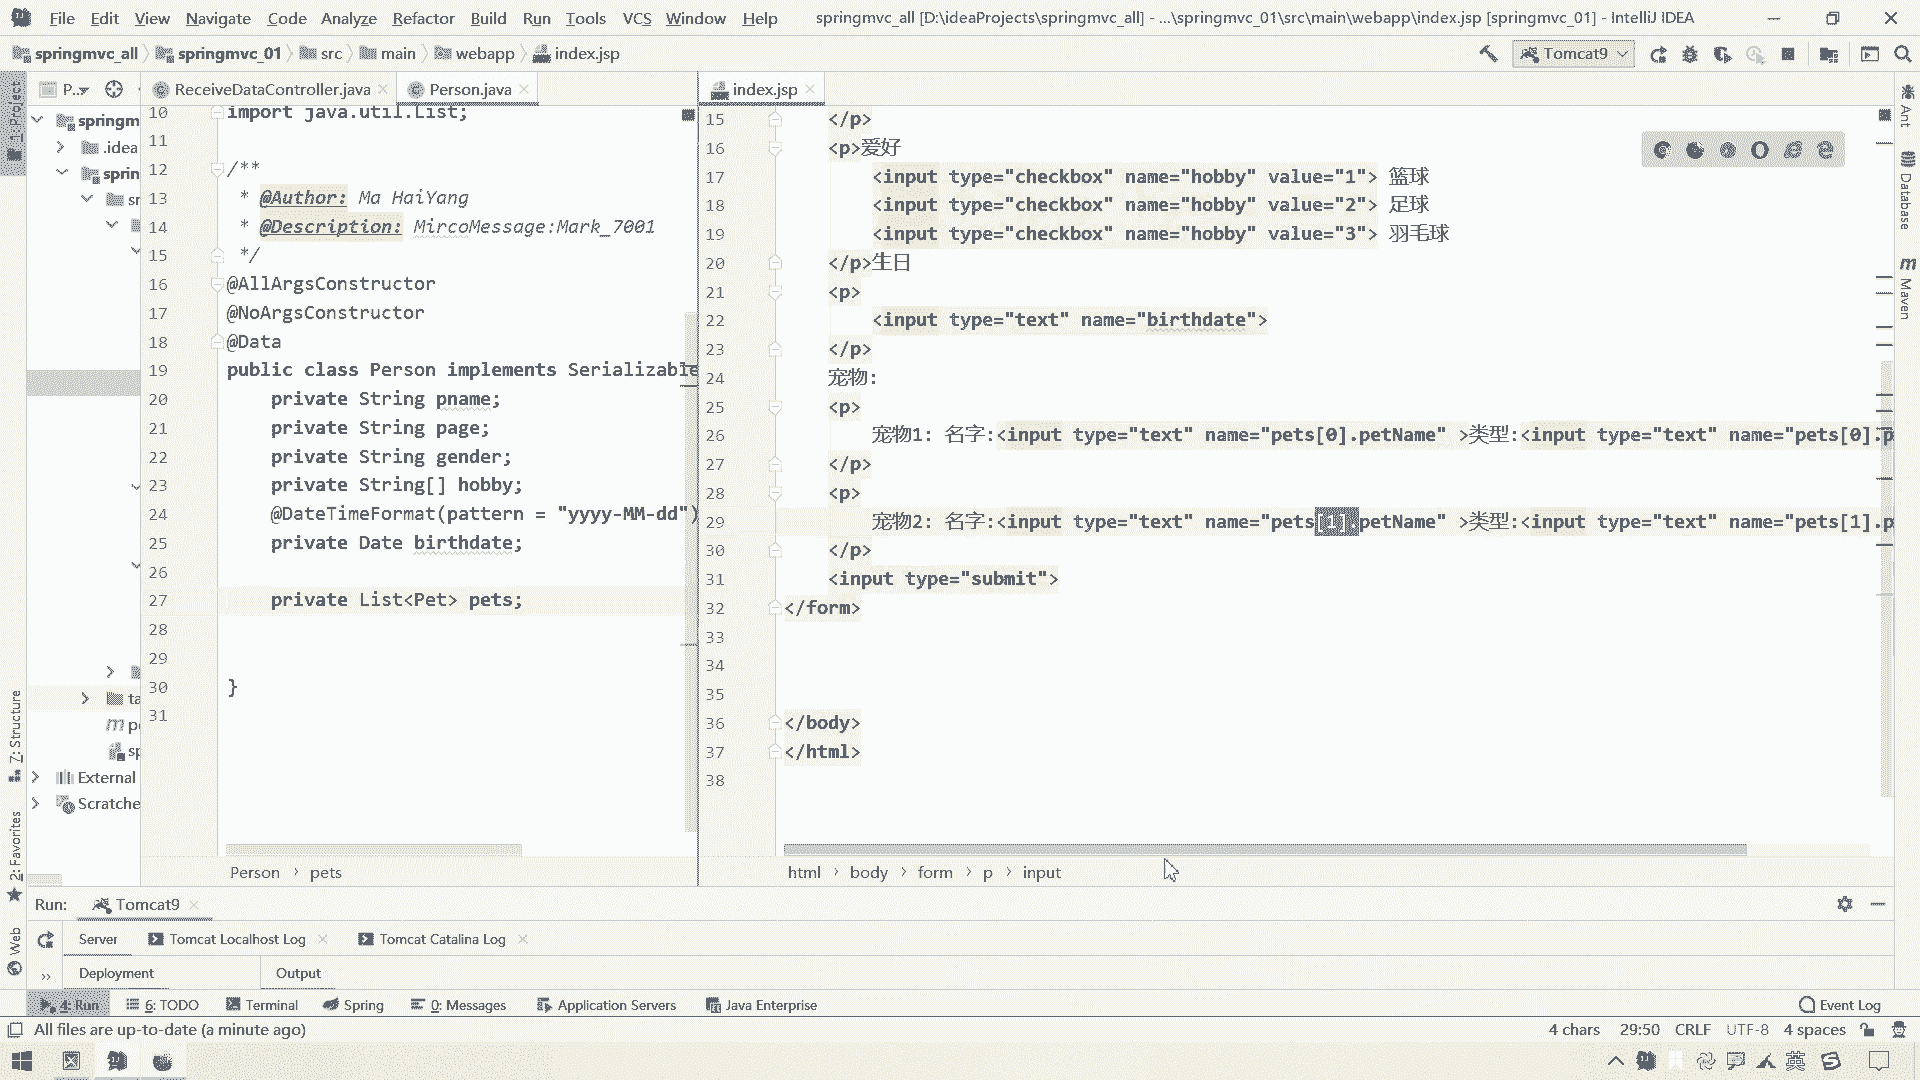 File Edit View Navigate Code Analyze Refactor Build Run Tools VCS Window Help springmvc_all [D:\ideaProjects\springmvc_all] - ...\springmvc_01\src\main\webapp\index.jsp [springmvc_01] - IntelliJ IDEA
springmvc_all springmvc_01 src main webapp index.jsp Tomcat9
P... ReceiveDataController.java Person.java index.jsp
1: Project
springm
.idea
sprin
sr
ta
External
Scratche
Z: Structure
2: Favorites
Web
10 import java.util.List;
11
12 /**
13 * @Author: Ma HaiYang
14 * @Description: MircoMessage:Mark_7001
15 */
16 @AllArgsConstructor
17 @NoArgsConstructor
18 @Data
19 public class Person implements Serializable
20 private String pname;
21 private String page;
22 private String gender;
23 private String[] hobby;
24 @DateTimeFormat(pattern = "yyyy-MM-dd")
25 private Date birthdate;
26
27 private List<Pet> pets;
28
29
30 }
31
Person › pets
15 </p>
16 <p>爱好
17 <input type="checkbox" name="hobby" value="1"> 篮球
18 <input type="checkbox" name="hobby" value="2"> 足球
19 <input type="checkbox" name="hobby" value="3"> 羽毛球
20 </p>生日
21 <p>
22 <input type="text" name="birthdate">
23 </p>
24 宠物:
25 <p>
26 宠物1: 名字:<input type="text" name="pets[0].petName" >类型:<input type="text" name="pets[0].p
27 </p>
28 <p>
29 宠物2: 名字:<input type="text" name="pets[1].petName" >类型:<input type="text" name="pets[1].p
30 </p>
31 <input type="submit">
32 </form>
33
34
35
36 </body>
37 </html>
38
html › body › form › p › input
Ant
Database
Maven
Run: Tomcat9
Server Tomcat Localhost Log Tomcat Catalina Log
Deployment Output
4: Run 6: TODO Terminal Spring 0: Messages Application Servers Java Enterprise Event Log
All files are up-to-date (a minute ago) 4 chars 29:50 CRLF UTF-8 4 spaces
英